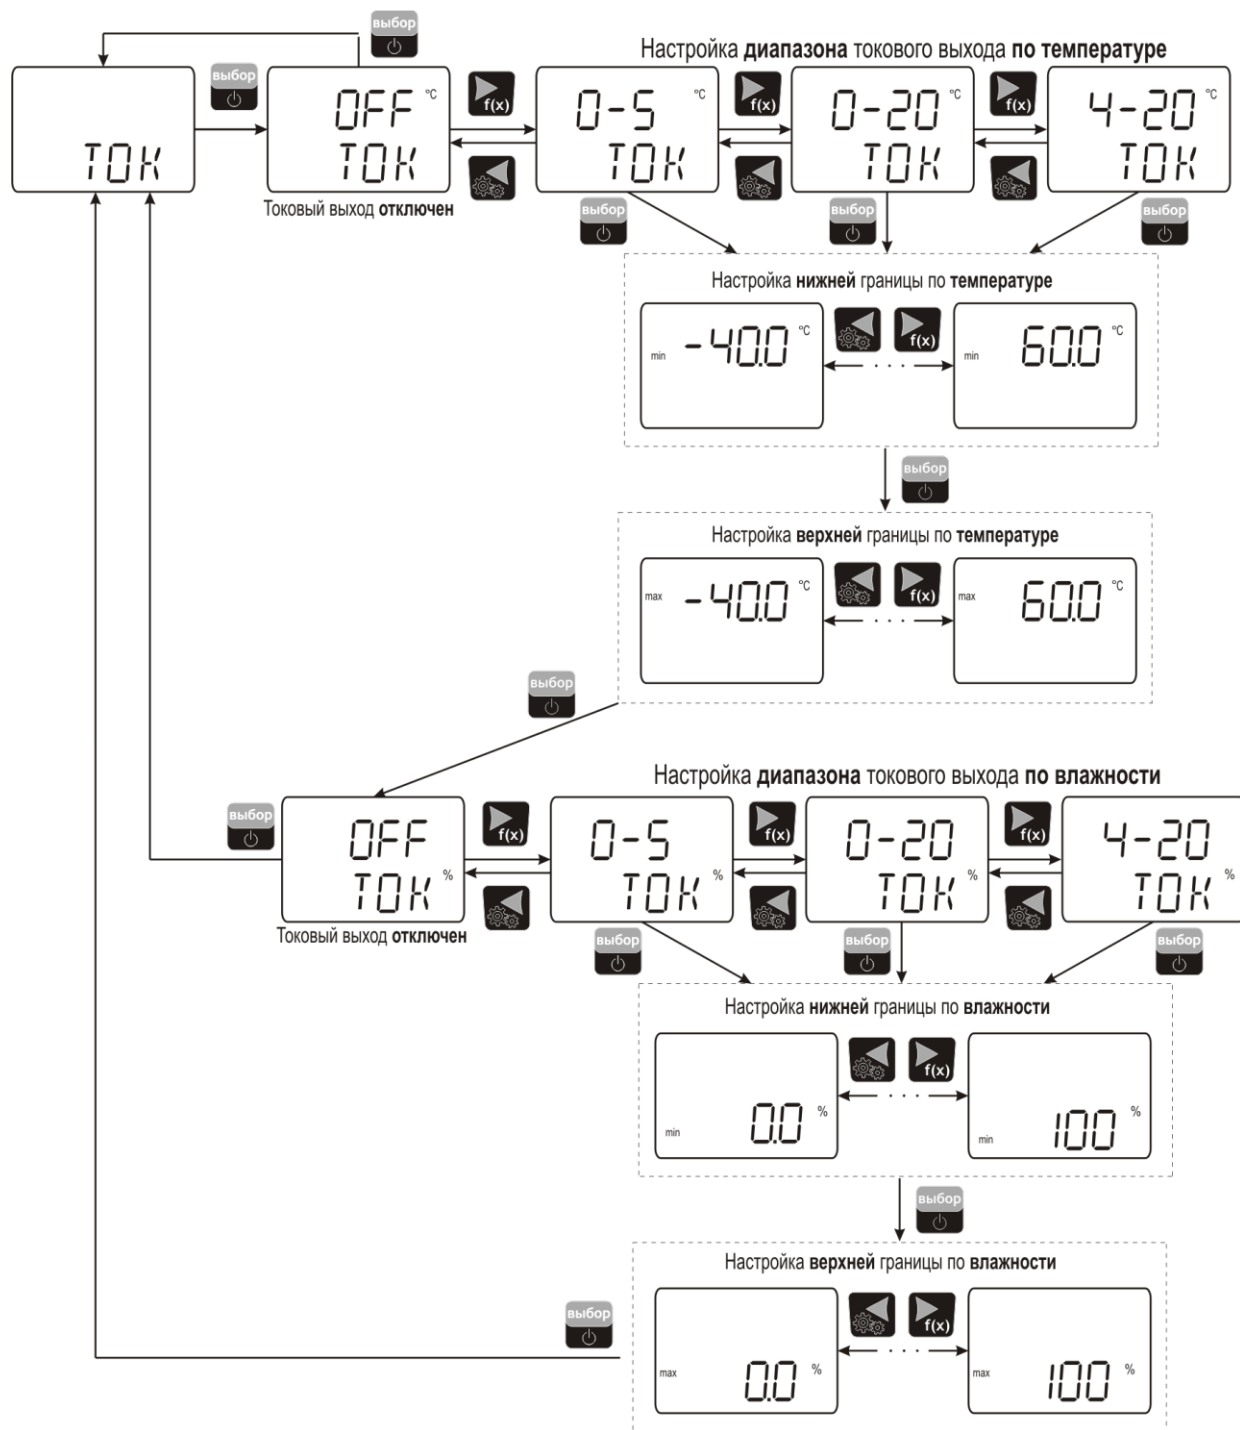 выбор
Настройка диапазона токового выхода по температуре
выбор
ТОК
OFF °C
ТОК
f(x)
0-5 °C
ТОК
f(x)
0-20 °C
ТОК
f(x)
4-20 °C
ТОК
Токовый выход отключен
выбор
выбор
выбор
Настройка нижней границы по температуре
min -40.0 °C
f(x)
. . .
min 60.0 °C
выбор
Настройка верхней границы по температуре
max -40.0 °C
f(x)
. . .
max 60.0 °C
выбор
Настройка диапазона токового выхода по влажности
выбор
OFF
ТОК %
f(x)
0-5
ТОК %
f(x)
0-20
ТОК %
f(x)
4-20
ТОК %
Токовый выход отключен
выбор
выбор
выбор
Настройка нижней границы по влажности
min 0.0 %
f(x)
. . .
min 100 %
выбор
Настройка верхней границы по влажности
выбор
max 0.0 %
f(x)
. . .
max 100 %